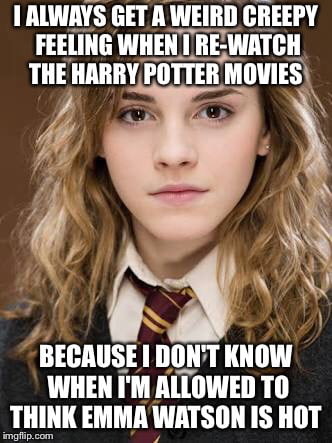 I ALWAYS GET A WEIRD CREEPY
FEELING WHEN I RE-WATCH
THE HARRY POTTER MOVIES
BECAUSE I DON'T KNOW
WHEN I'M ALLOWED TO
THINK EMMA WATSON IS HOT
imgflip.com